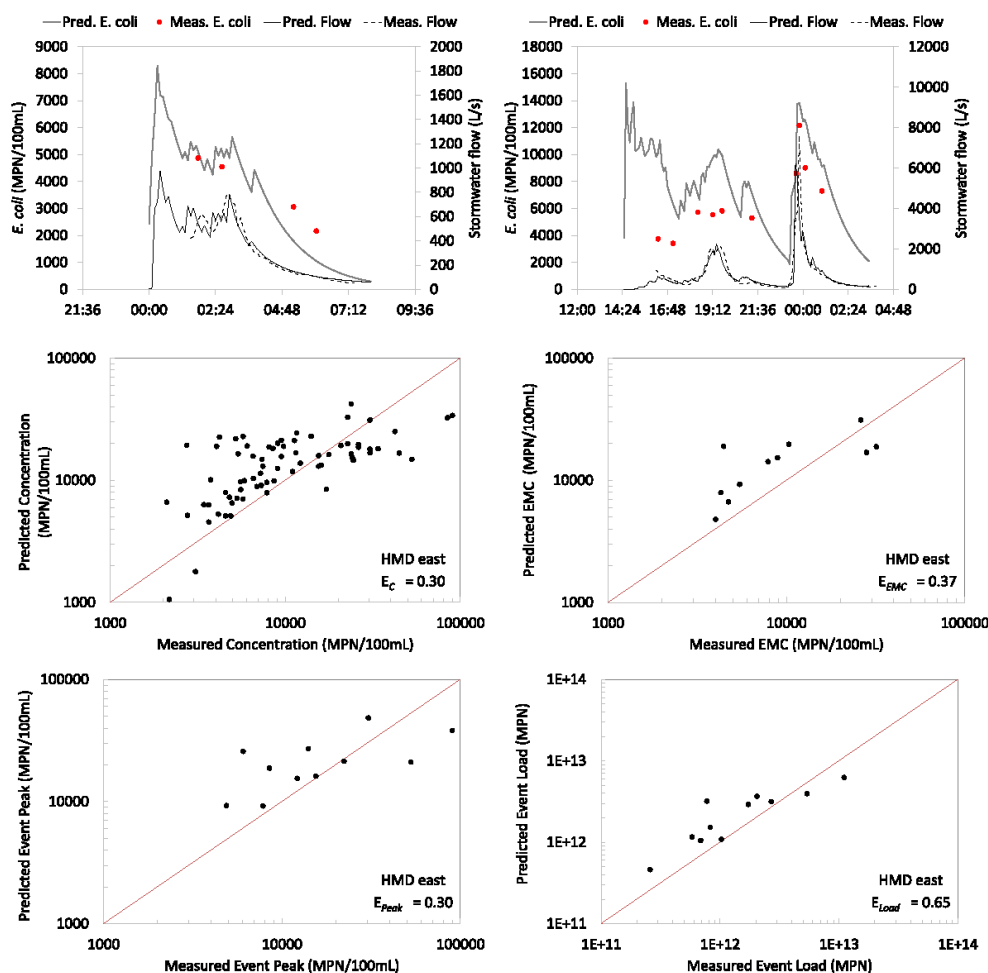 Pred. E. coli Meas. E. coli Pred. Flow Meas. Flow
9000
8000
7000
6000
5000
4000
3000
2000
1000
0
E. coli
(MPN/100mL)
2000
1800
1600
1400
1200
1000
800
600
400
200
0
Stormwater flow (L/s)
21:36 00:00 02:24 04:48 07:12 09:36
Pred. E. coli Meas. E. coli Pred. Flow Meas. Flow
18000
16000
14000
12000
10000
8000
6000
4000
2000
0
E. coli
(MPN/100mL)
12000
10000
8000
6000
4000
2000
0
Stormwater flow (L/s)
12:00 14:24 16:48 19:12 21:36 00:00 02:24 04:48
100000
10000
1000
Predicted Concentration
(MPN/100mL)
HMD east
E_C = 0.30
1000 10000 100000
Measured Concentration (MPN/100mL)
100000
10000
1000
Predicted EMC (MPN/100mL)
HMD east
E_EMC = 0.37
1000 10000 100000
Measured EMC (MPN/100mL)
100000
10000
1000
Predicted Event Peak (MPN/100mL)
HMD east
E_Peak = 0.30
1000 10000 100000
Measured Event Peak (MPN/100mL)
1E+14
1E+13
1E+12
1E+11
Predicted Event Load (MPN)
HMD east
E_Load = 0.65
1E+11 1E+12 1E+13 1E+14
Measured Event Load (MPN)